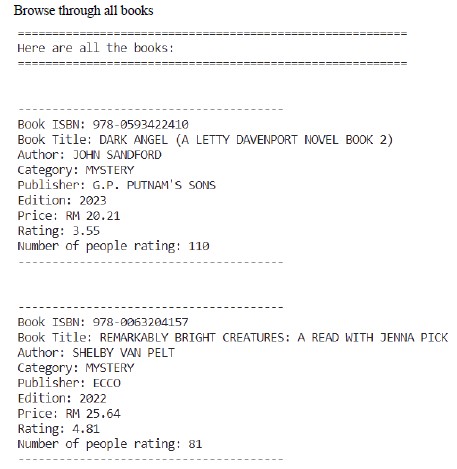 Browse through all books
=========================================================
Here are all the books:
=========================================================
---------------------------------------
Book ISBN: 978-0593422410
Book Title: DARK ANGEL (A LETTY DAVENPORT NOVEL BOOK 2)
Author: JOHN SANDFORD
Category: MYSTERY
Publisher: G.P. PUTNAM'S SONS
Edition: 2023
Price: RM 20.21
Rating: 3.55
Number of people rating: 110
---------------------------------------
---------------------------------------
Book ISBN: 978-0063204157
Book Title: REMARKABLY BRIGHT CREATURES: A READ WITH JENNA PICK
Author: SHELBY VAN PELT
Category: MYSTERY
Publisher: ECCO
Edition: 2022
Price: RM 25.64
Rating: 4.81
Number of people rating: 81
---------------------------------------